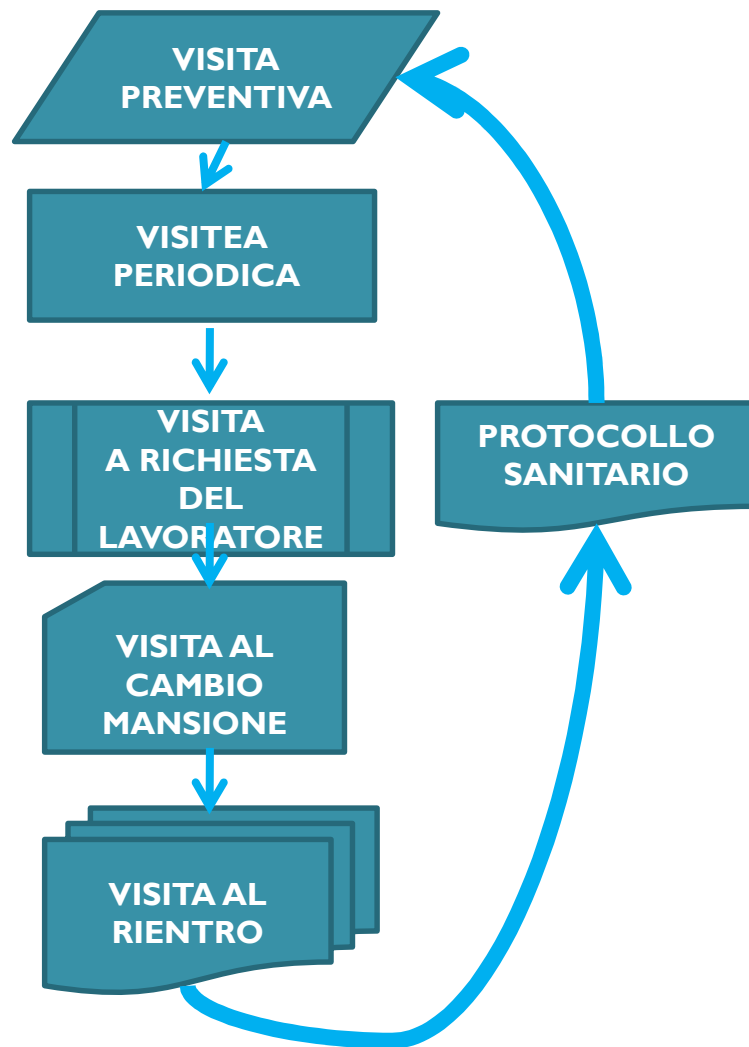 VISITA
PREVENTIVA
VISITEA
PERIODICA
VISITA
A RICHIESTA
DEL
LAVORATORE
VISITA AL
CAMBIO
MANSIONE
VISITA AL
RIENTRO
PROTOCOLLO
SANITARIO